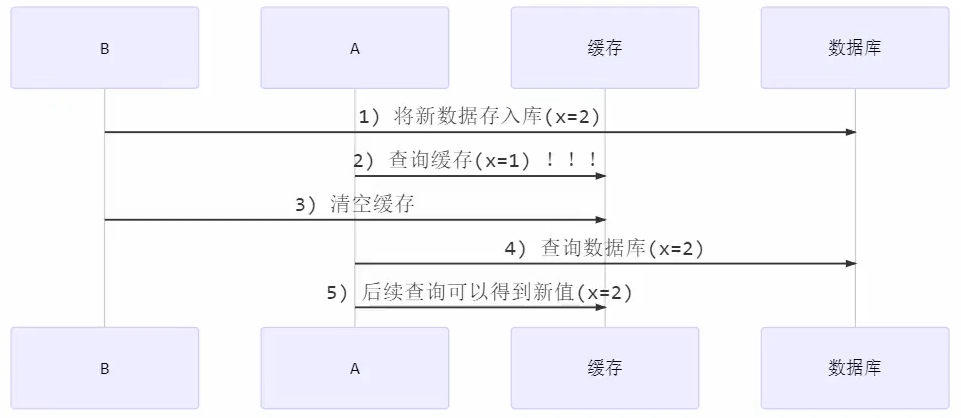 B
A
缓存
数据库
1) 将新数据存入库(x=2)
2) 查询缓存(x=1) ！！！
3) 清空缓存
4) 查询数据库(x=2)
5) 后续查询可以得到新值(x=2)
B
A
缓存
数据库